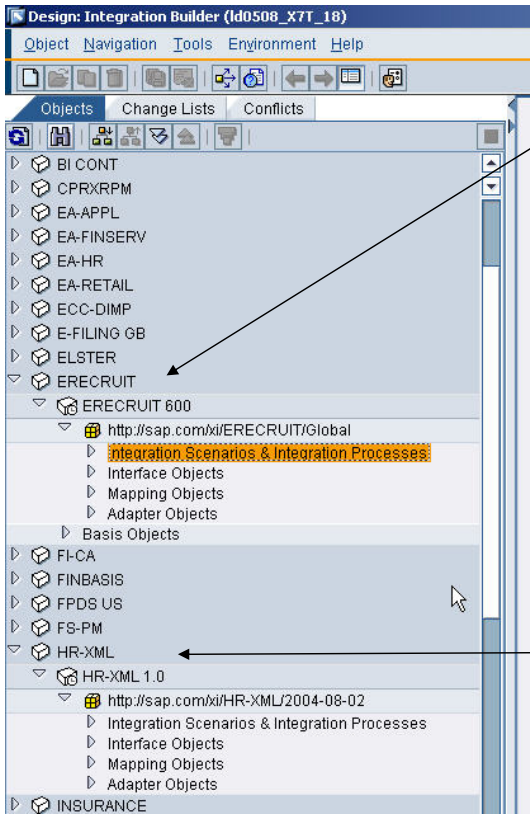 Design: Integration Builder (ld0508_X7T_18)
Object Navigation Tools Environment Help
Objects Change Lists Conflicts
BI CONT
CPRXRPM
EA-APPL
EA-FINSERV
EA-HR
EA-RETAIL
ECC-DIMP
E-FILING GB
ELSTER
ERECRUIT
ERECRUIT 600
http://sap.com/xi/ERECRUIT/Global
Integration Scenarios & Integration Processes
Interface Objects
Mapping Objects
Adapter Objects
Basis Objects
FI-CA
FINBASIS
FPDS US
FS-PM
HR-XML
HR-XML 1.0
http://sap.com/xi/HR-XML/2004-08-02
Integration Scenarios & Integration Processes
Interface Objects
Mapping Objects
Adapter Objects
INSURANCE